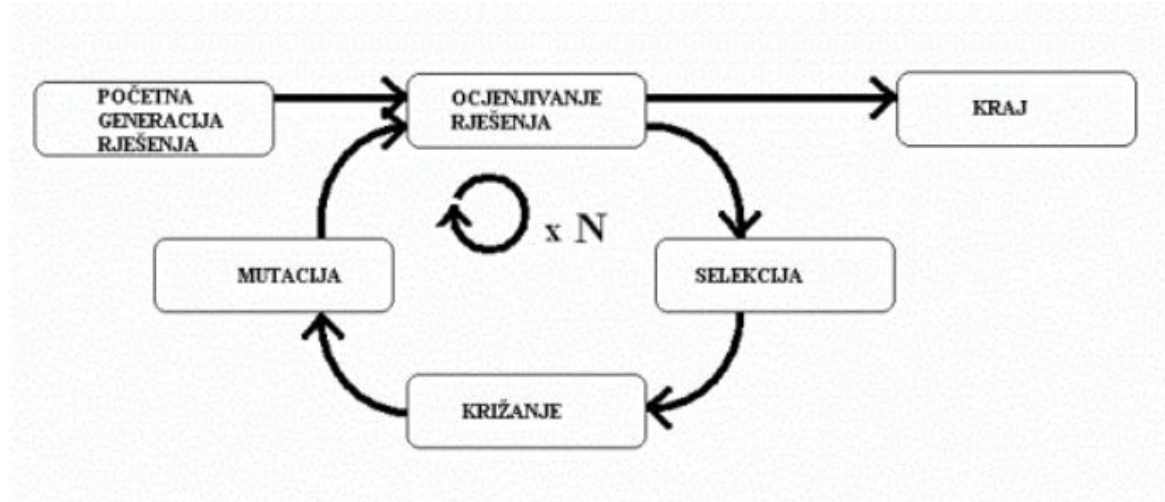 POČETNA
GENERACIJA
RJEŠENJA
OCJENJIVANJE
RJEŠENJA
KRAJ
x N
MUTACIJA
SELEKCIJA
KRIŽANJE